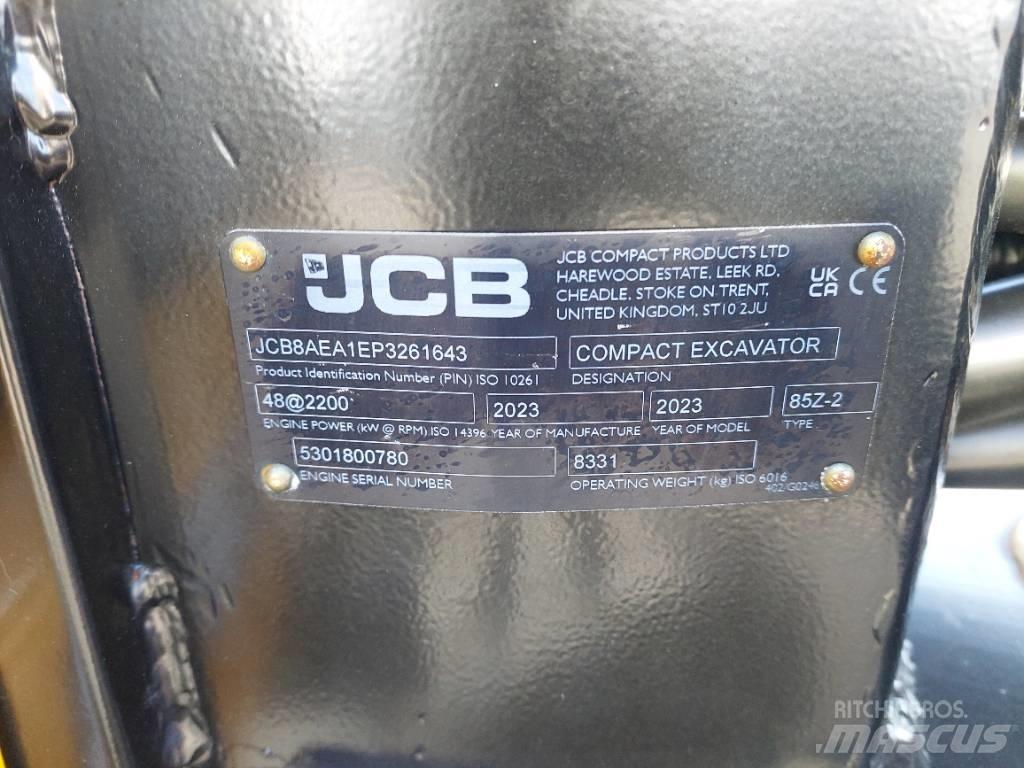 JCB
JCB COMPACT PRODUCTS LTD
HAREWOOD ESTATE, LEEK RD,
CHEADLE, STOKE ON TRENT,
UNITED KINGDOM, ST10 2JU
UK
CA CE
JCB8AEA1EP3261643
Product Identification Number (PIN) ISO 10261
COMPACT EXCAVATOR
DESIGNATION
48@2200 2023 2023 85Z-2
ENGINE POWER (kW @ RPM) ISO 14396 YEAR OF MANUFACTURE YEAR OF MODEL TYPE
5301800780 8331
ENGINE SERIAL NUMBER OPERATING WEIGHT (kg) ISO 6016
RITCHIE BROS.
MASCUS